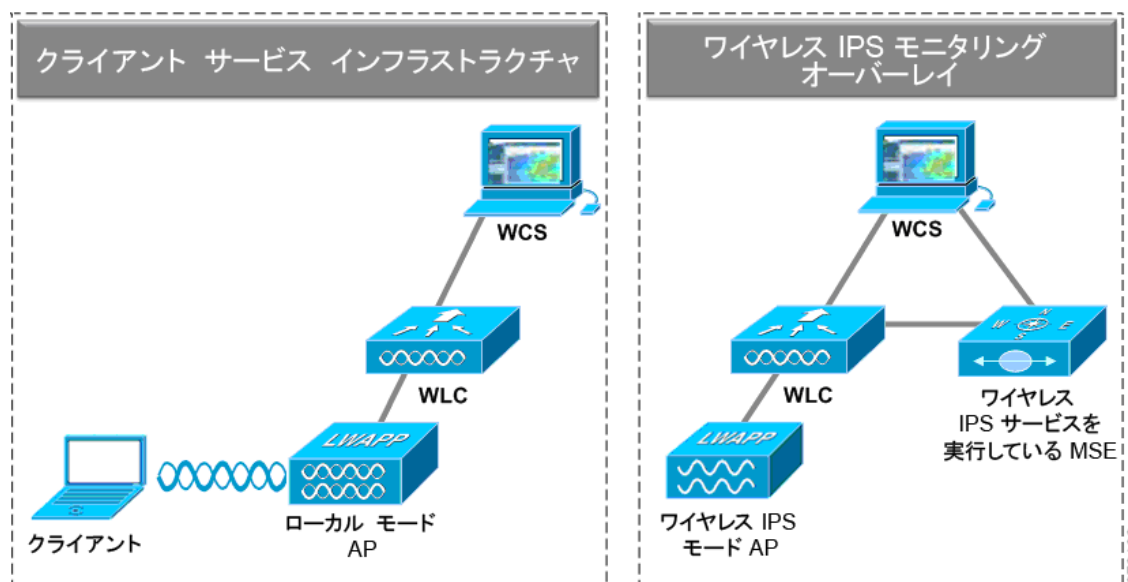 クライアント サービス インフラストラクチャ
WCS
WLC
LWAPP
ローカル モード
AP
クライアント
ワイヤレス IPS モニタリング
オーバーレイ
WCS
N
W E
S
WLC
ワイヤレス
IPS サービスを
実行している MSE
LWAPP
ワイヤレス IPS
モード AP